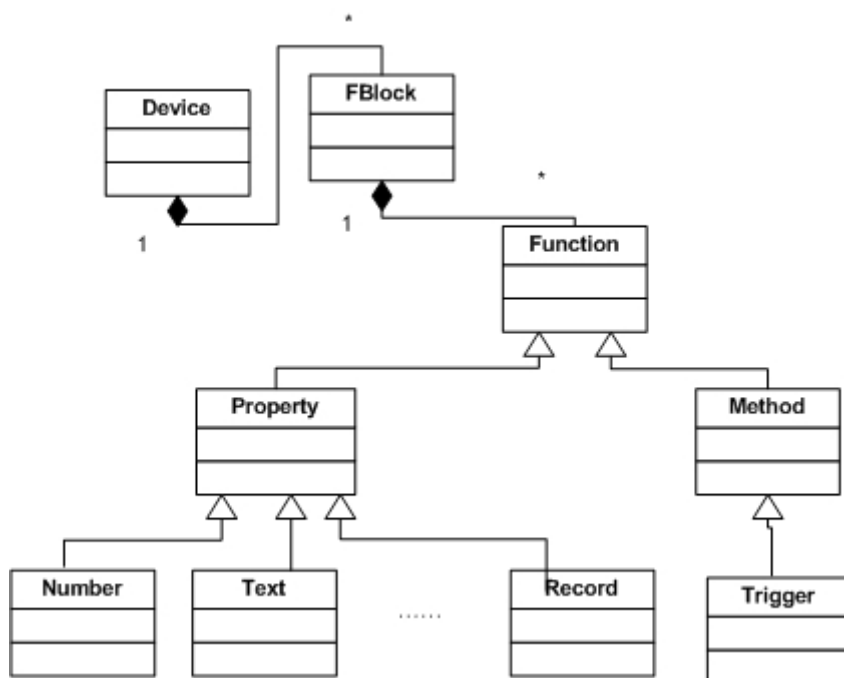 *
Device
FBlock
1
1
*
Function
Property
Method
Number
Text
......
Record
Trigger